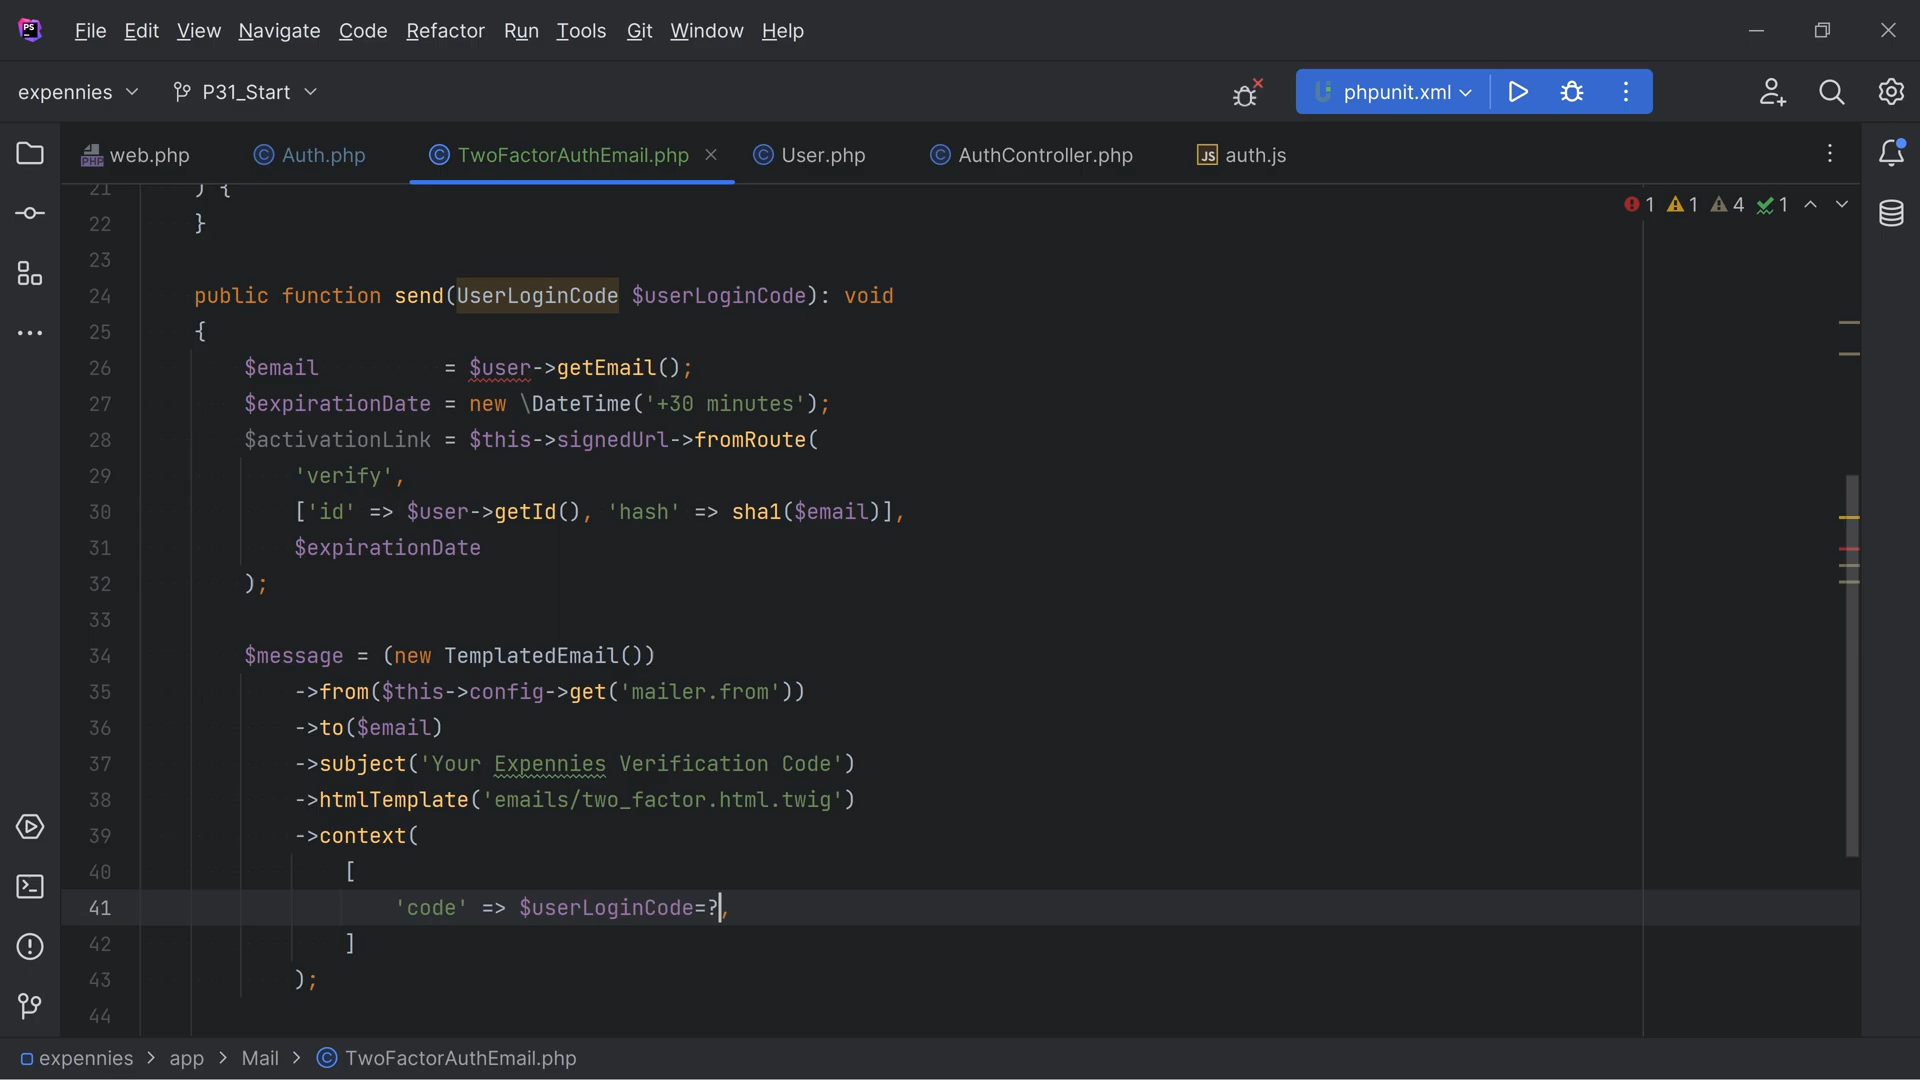 PS File Edit View Navigate Code Refactor Run Tools Git Window Help
expennies P31_Start phpunit.xml
PHP web.php C Auth.php C TwoFactorAuthEmail.php C User.php C AuthController.php JS auth.js
21 ) {
1 1 4 1
22 }
23
24 public function send(UserLoginCode $userLoginCode): void
25 {
26 $email = $user->getEmail();
27 $expirationDate = new \DateTime('+30 minutes');
28 $activationLink = $this->signedUrl->fromRoute(
29 'verify',
30 ['id' => $user->getId(), 'hash' => sha1($email)],
31 $expirationDate
32 );
33
34 $message = (new TemplatedEmail())
35 ->from($this->config->get('mailer.from'))
36 ->to($email)
37 ->subject('Your Expennies Verification Code')
38 ->htmlTemplate('emails/two_factor.html.twig')
39 ->context(
40 [
41 'code' => $userLoginCode=?,
42 ]
43 );
44
expennies > app > Mail > C TwoFactorAuthEmail.php